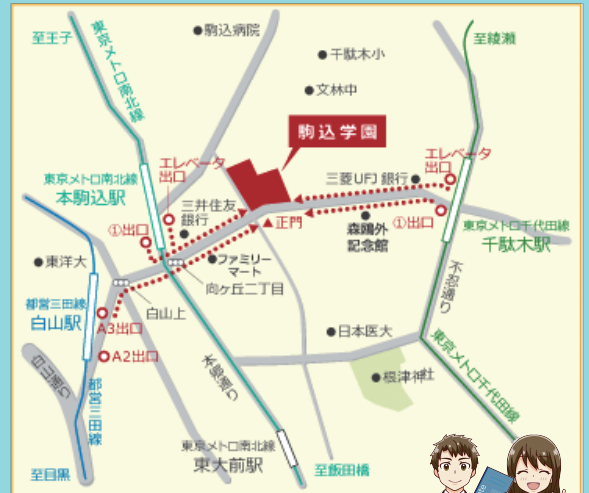 至王子
東京メトロ南北線
●駒込病院
●千駄木小
●文林中
至綾瀬
駒込学園
エレベータ
出口
三菱UFJ 銀行●
エレベータ
出口
東京メトロ南北線
本駒込駅
①出口
三井住友
銀行
●
▲正門
●
森鴎外
記念館
①出口
東京メトロ千代田線
千駄木駅
●東洋大
●ファミリー
マート
向ヶ丘二丁目
不忍通り
都営三田線
白山駅
白山上
A3出口
A2出口
●日本医大
白山通り
本郷通り
●根津神社
東京メトロ千代田線
都営三田線
東京メトロ南北線
東大前駅
至目黒
至飯田橋